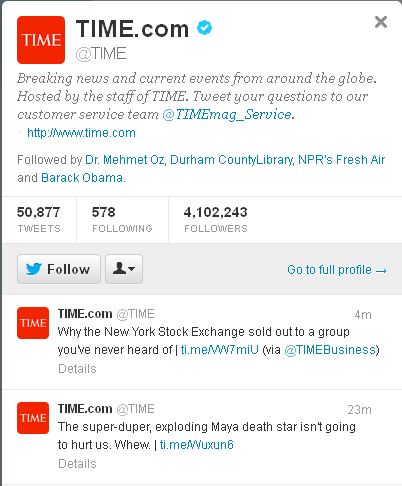 TIME
TIME.com
@TIME
Breaking news and current events from around the globe.
Hosted by the staff of TIME. Tweet your questions to our
customer service team @TIMEmag_Service.
http://www.time.com
Followed by Dr. Mehmet Oz, Durham CountyLibrary, NPR's Fresh Air
and Barack Obama.
50,877 578 4,102,243
TWEETS FOLLOWING FOLLOWERS
Follow Go to full profile →
TIME TIME.com @TIME 4m
Why the New York Stock Exchange sold out to a group
you've never heard of | ti.me/VW7miU (via @TIMEBusiness)
Details
TIME TIME.com @TIME 23m
The super-duper, exploding Maya death star isn't going
to hurt us. Whew. | ti.me/Wuxun6
Details